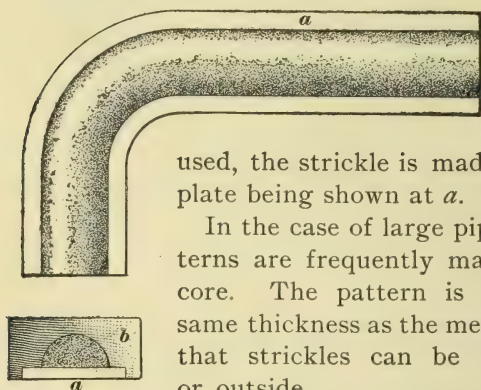 a
used, the strickle is mad
plate being shown at a.
In the case of large pip
terns are frequently ma
core. The pattern is
same thickness as the me
that strickles can be
or outside
b
a